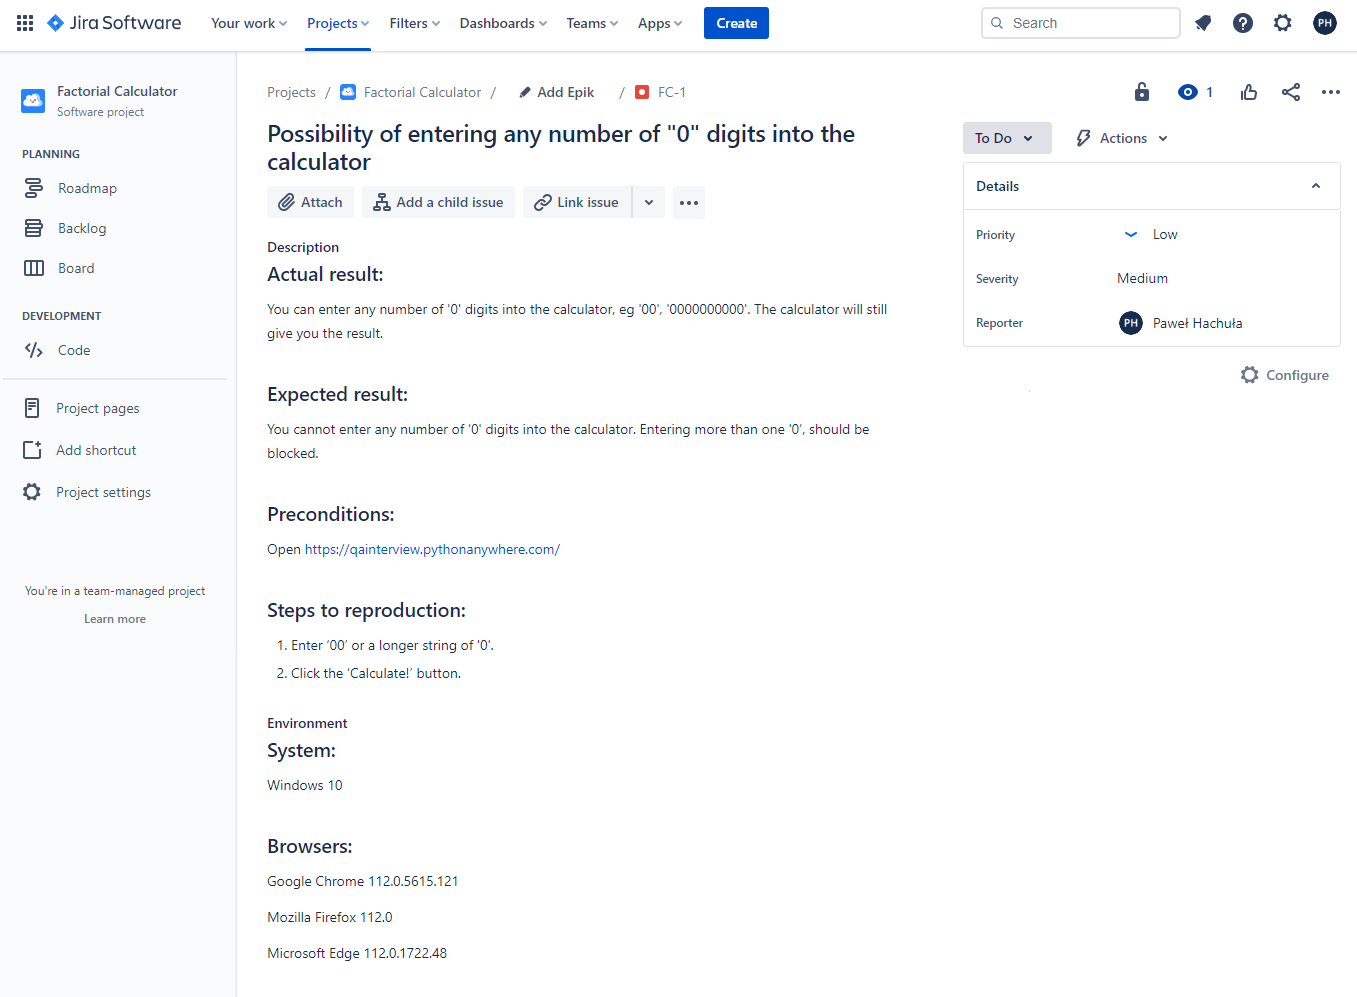 Jira Software
Your work
Projects
Filters
Dashboards
Teams
Apps
Create
Search
PH
Factorial Calculator
Software project
PLANNING
Roadmap
Backlog
Board
DEVELOPMENT
Code
Project pages
Add shortcut
Project settings
You're in a team-managed project
Learn more
Projects / Factorial Calculator / Add Epik / FC-1
1
Possibility of entering any number of "0" digits into the
calculator
Attach
Add a child issue
Link issue
Description
Actual result:
You can enter any number of '0' digits into the calculator, eg '00', '0000000000'. The calculator will still
give you the result.
Expected result:
You cannot enter any number of '0' digits into the calculator. Entering more than one '0', should be
blocked.
Preconditions:
Open https://qainterview.pythonanywhere.com/
Steps to reproduction:
1. Enter ‘00’ or a longer string of '0'.
2. Click the ‘Calculate!’ button.
Environment
System:
Windows 10
Browsers:
Google Chrome 112.0.5615.121
Mozilla Firefox 112.0
Microsoft Edge 112.0.1722.48
To Do
Actions
Details
Priority
Low
Severity
Medium
Reporter
PH Paweł Hachuła
Configure